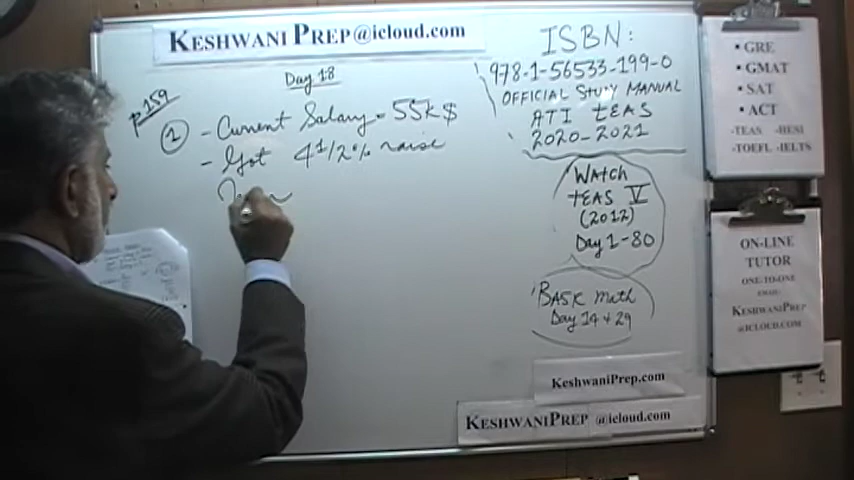 KESHWANI PREP@icloud.com
Day 18
p.159
① - Current Salary = 55K $
- Got 4 1/2 % raise
ISBN:
978-1-56533-199-0
OFFICIAL STUDY MANUAL
ATI TEAS
2020-2021
WATCH
TEAS V
(2012)
Day 1-80
BASK Math
Day 14 + 29
KESHWANIPREP.com
KESHWANIPREP@icloud.com
• GRE
• GMAT
• SAT
• ACT
-TEAS -HESI
-TOEFL -IELTS
ON-LINE
TUTOR
ONE-TO-ONE
EMAIL:
KESHWANIPREP
@ICLOUD.COM